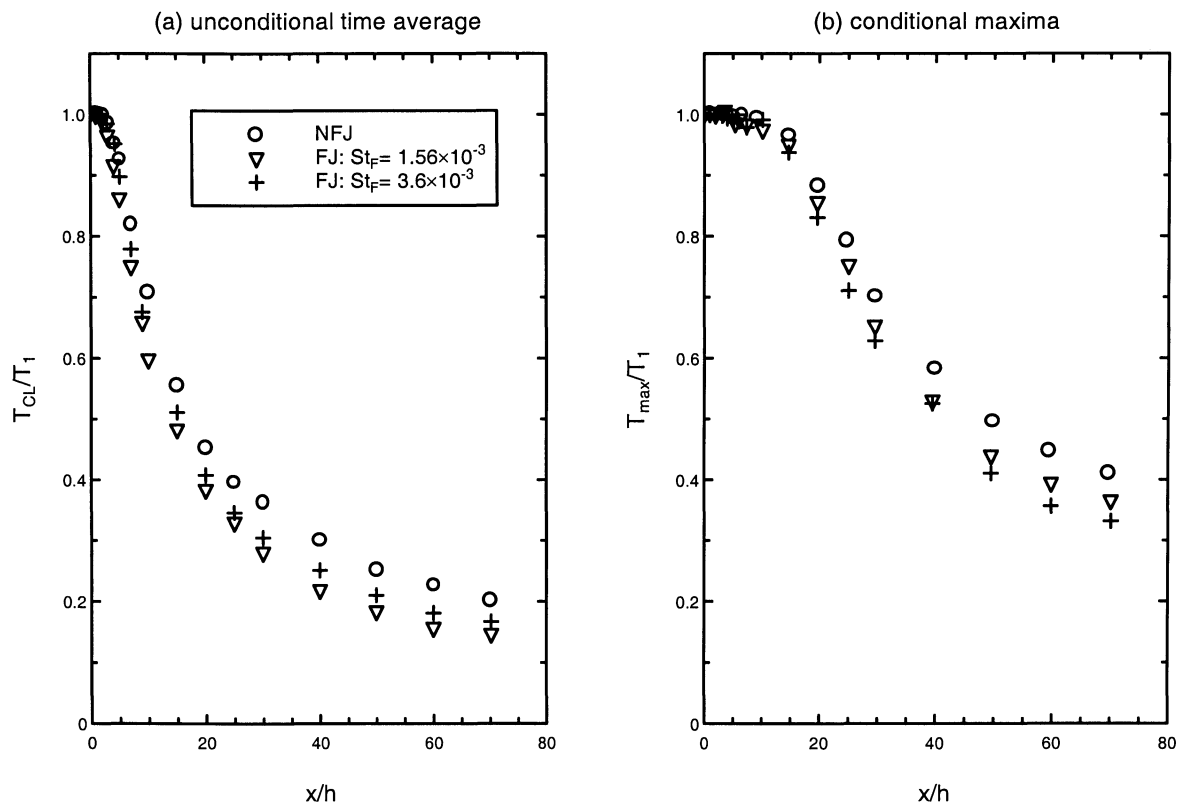 (a) unconditional time average
(b) conditional maxima
NFJ
FJ: St_F= 1.56×10⁻³
FJ: St_F= 3.6×10⁻³
T_CL/T_1
1.0
0.8
0.6
0.4
0.2
0
0 20 40 60 80
x/h
T_max/T_1
1.0
0.8
0.6
0.4
0.2
0
0 20 40 60 80
x/h